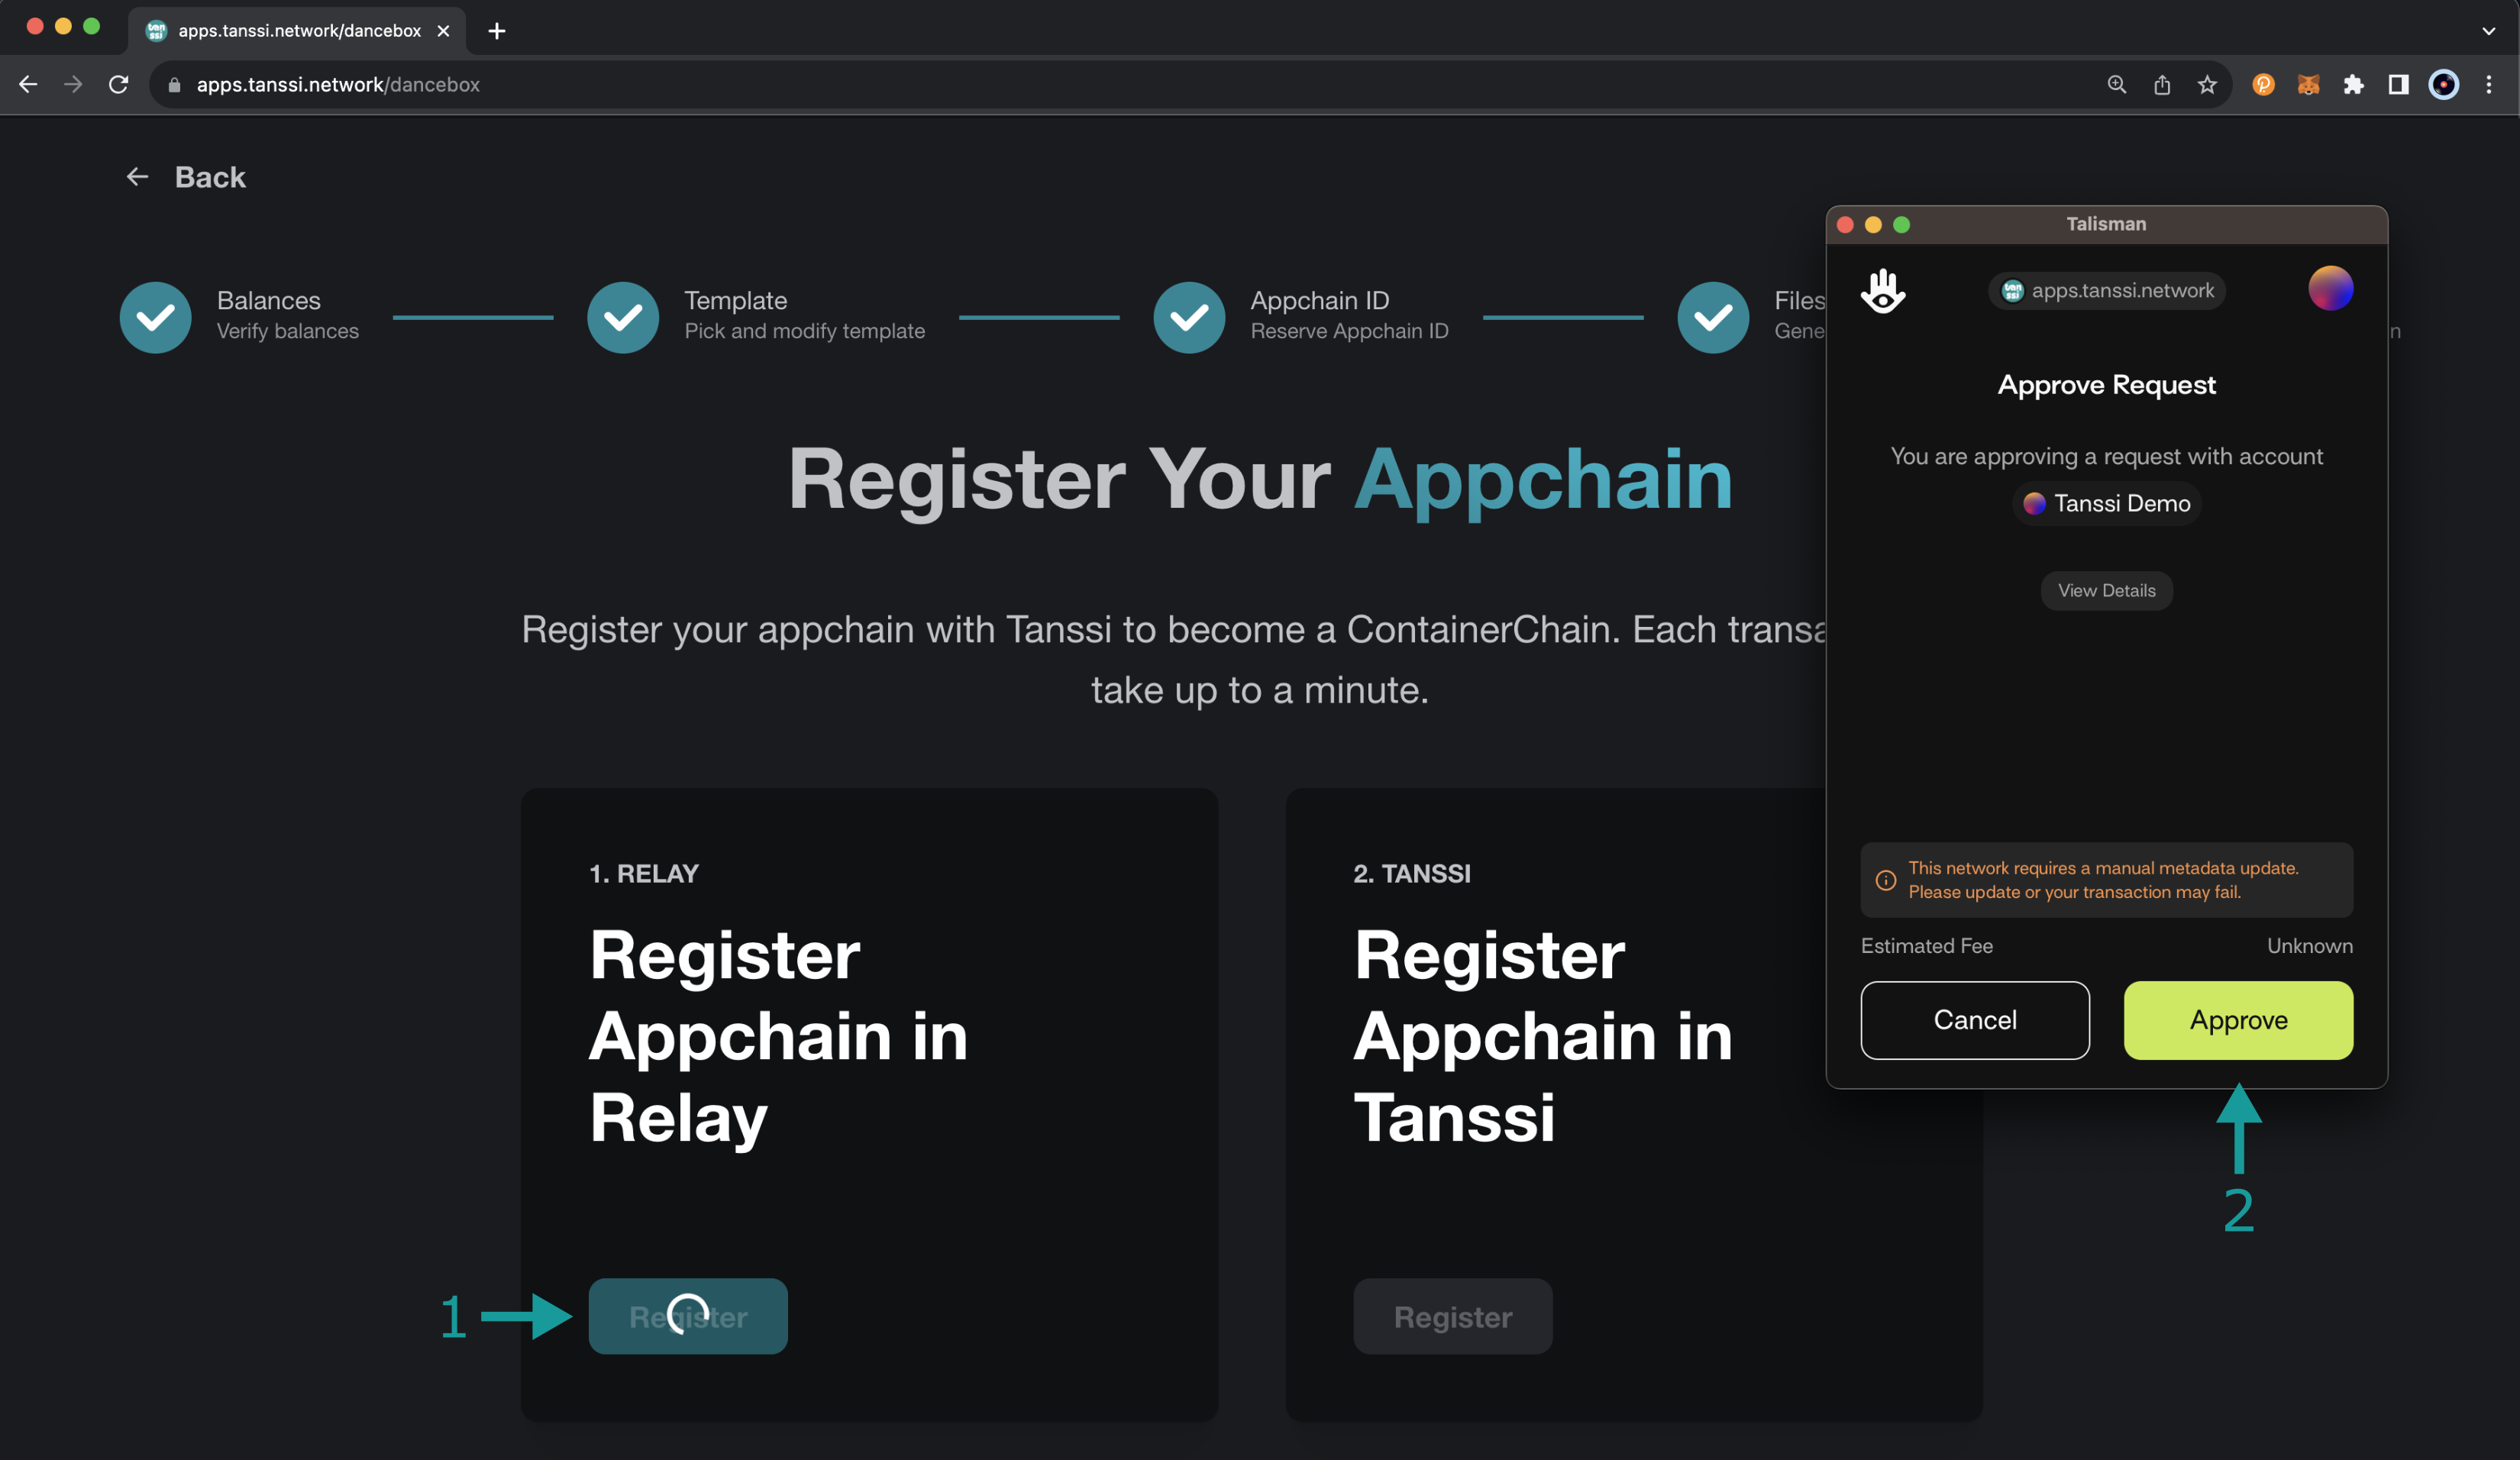 apps.tanssi.network/dancebox
apps.tanssi.network/dancebox
Back
Balances
Verify balances
Template
Pick and modify template
Appchain ID
Reserve Appchain ID
Files
Gene
n
Register Your Appchain
Register your appchain with Tanssi to become a ContainerChain. Each transa
take up to a minute.
1. RELAY
Register
Appchain in
Relay
Register
1
2. TANSSI
Register
Appchain in
Tanssi
Register
Talisman
tan
ssi
apps.tanssi.network
Approve Request
You are approving a request with account
Tanssi Demo
View Details
This network requires a manual metadata update.
Please update or your transaction may fail.
Estimated Fee Unknown
Cancel
Approve
2